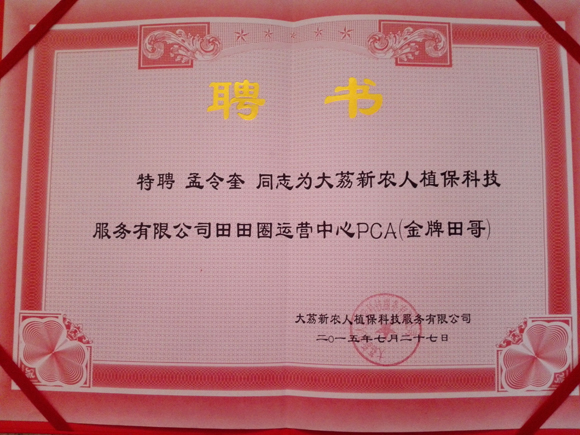 聘 书
特聘 孟令奎 同志为大荔新农人植保科技
服务有限公司田田圈运营中心PCA(金牌田哥)
大荔新农人植保科技服务有限公司
二〇一五年七月二十七日